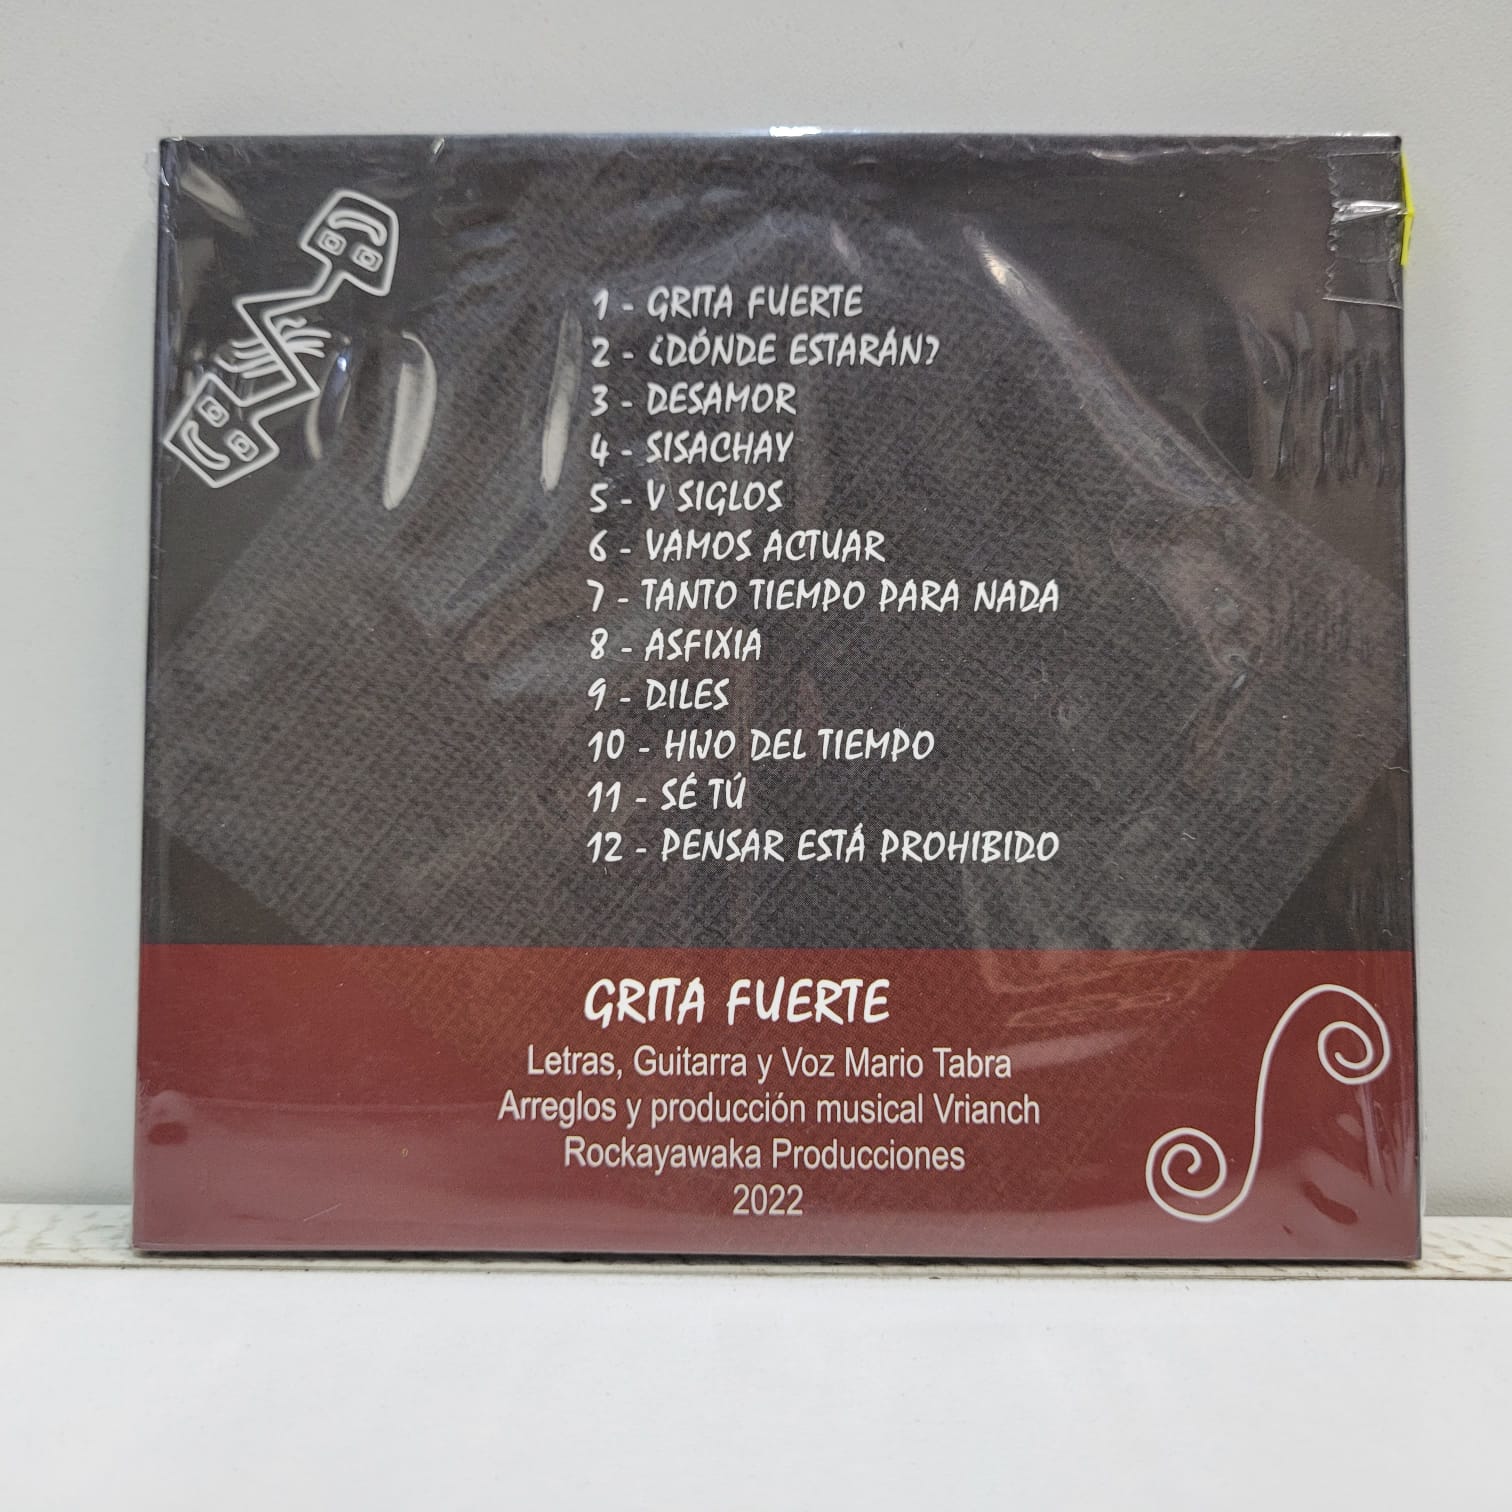 1 - GRITA FUERTE
2 - ¿DÓNDE ESTARÁN?
3 - DESAMOR
4 - SISACHAY
5 - V SIGLOS
6 - VAMOS ACTUAR
7 - TANTO TIEMPO PARA NADA
8 - ASFIXIA
9 - DILES
10 - HIJO DEL TIEMPO
11 - SÉ TÚ
12 - PENSAR ESTÁ PROHIBIDO
GRITA FUERTE
Letras, Guitarra y Voz Mario Tabra
Arreglos y producción musical Vrianch
Rockayawaka Producciones
2022